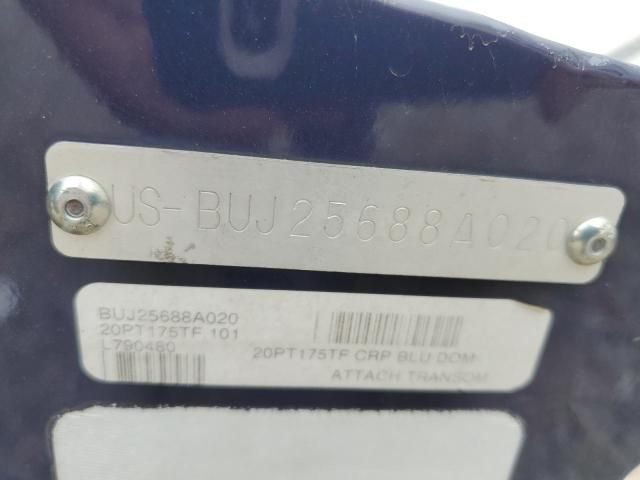 US-BUJ25688A020
BUJ25688A020
20PT175TF 101
L790480
20PT175TF CRP BLU DOM
ATTACH TRANSOM